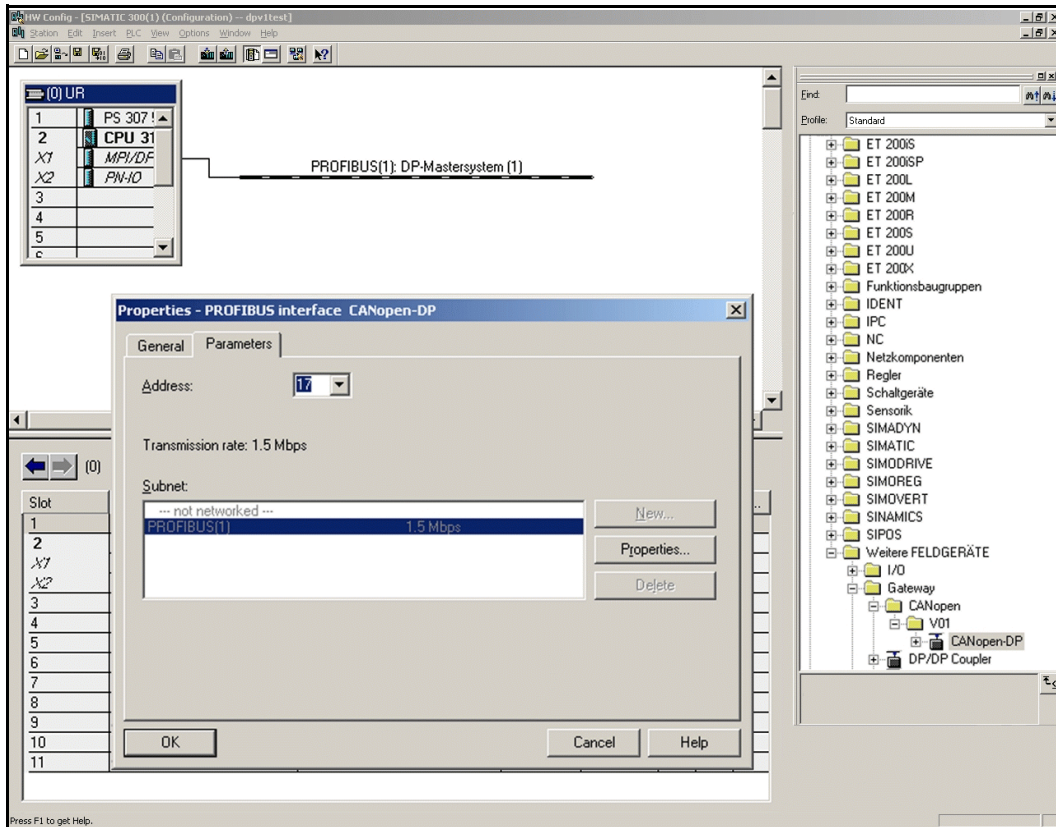 HW Config - [SIMATIC 300(1) (Configuration) -- dpv1test]
Station Edit Insert PLC View Options Window Help
(0) UR
1 PS 307
2 CPU 31
X1 MPI/DP
X2 PN-IO
3
4
5
PROFIBUS(1): DP-Mastersystem (1)
Find:
Profile: Standard
ET 200iS
ET 200iSP
ET 200L
ET 200M
ET 200R
ET 200S
ET 200U
ET 200X
Funktionsbaugruppen
IDENT
IPC
NC
Netzkomponenten
Regler
Schaltgeräte
Sensorik
SIMADYN
SIMATIC
SIMODRIVE
SIMOREG
SIMOVERT
SINAMICS
SIPOS
Weitere FELDGERÄTE
I/O
Gateway
CANopen
V01
CANopen-DP
DP/DP Coupler
Properties - PROFIBUS interface CANopen-DP
General Parameters
Address: 17
Transmission rate: 1.5 Mbps
Subnet:
--- not networked ---
PROFIBUS(1) 1.5 Mbps
New...
Properties...
Delete
OK Cancel Help
(0)
Slot
1
2
X1
X2
3
4
5
6
7
8
9
10
11
Press F1 to get Help.